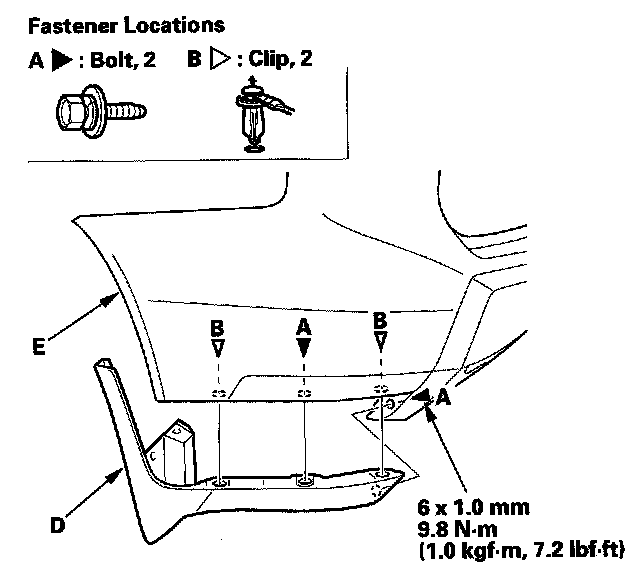 Fastener Locations
A ▶ : Bolt, 2 B ▷ : Clip, 2
B A B
E
A
D
6 x 1.0 mm
9.8 N·m
(1.0 kgf·m, 7.2 lbf·ft)